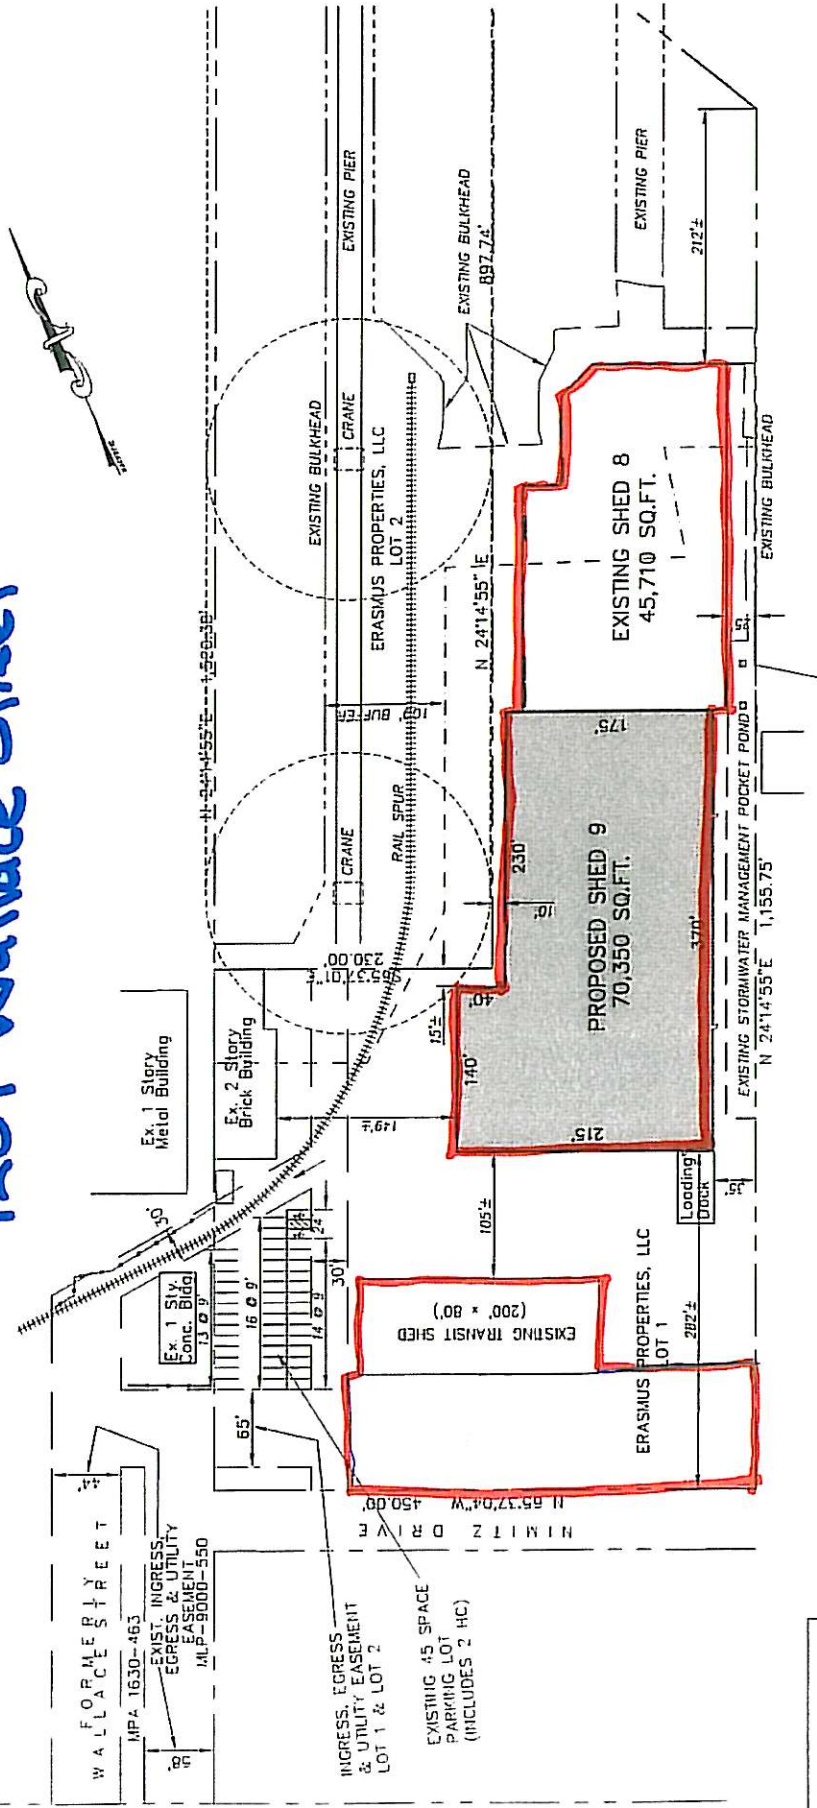 Wallace Street
EXISTING PIER
EXISTING BULKHEAD
897.74'
EXISTING PIER
212'±
EXISTING BULKHEAD
CRANE
ERASMUS PROPERTIES, LLC
LOT 2
N 24°14'55" E
EXISTING SHED 8
45,710 SQ.FT.
EXISTING BULKHEAD
100' BUFFER
CRANE
RAIL SPUR
175'
230'
10'
PROPOSED SHED 9
70,350 SQ.FT.
370'
EXISTING STORMWATER MANAGEMENT POCKET POND
N 24°14'55"E 1,155.75'
230.00'
40'
15'±
140'
215'
Ex. 1 Story
Metal Building
Ex. 2 Story
Brick Building
149'±
105'±
Loading
Dock
35'
30'
Ex. 1 Sty.
Conc. Bldg.
13 @ 9'
16 @ 9'
14 @ 9'
24'
30'
EXISTING TRANSIT SHED
(200' x 80')
ERASMUS PROPERTIES, LLC
LOT 1
282'±
65'
N 65°37'04"W 450.00'
NIMITZ DRIVE
44'
FORMERLY
WALLACE STREET
MPA 1630-463
EXIST. INGRESS,
EGRESS & UTILITY
EASEMENT
MLP-9000-550
58'
INGRESS, EGRESS
& UTILITY EASEMENT
LOT 1 & LOT 2
EXISTING 45 SPACE
PARKING LOT
(INCLUDES 2 HC)